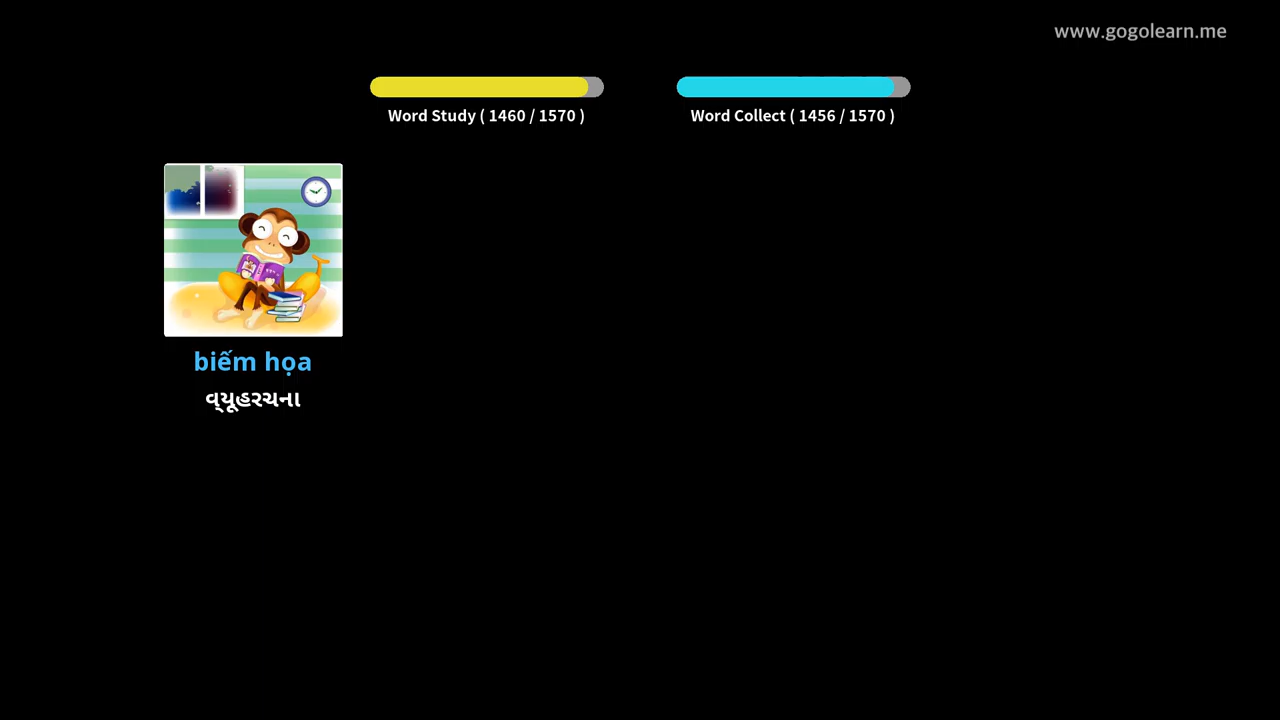 www.gogolearn.me
Word Study ( 1460 / 1570 )
Word Collect ( 1456 / 1570 )
biếm họa
વ્યૂહરચના